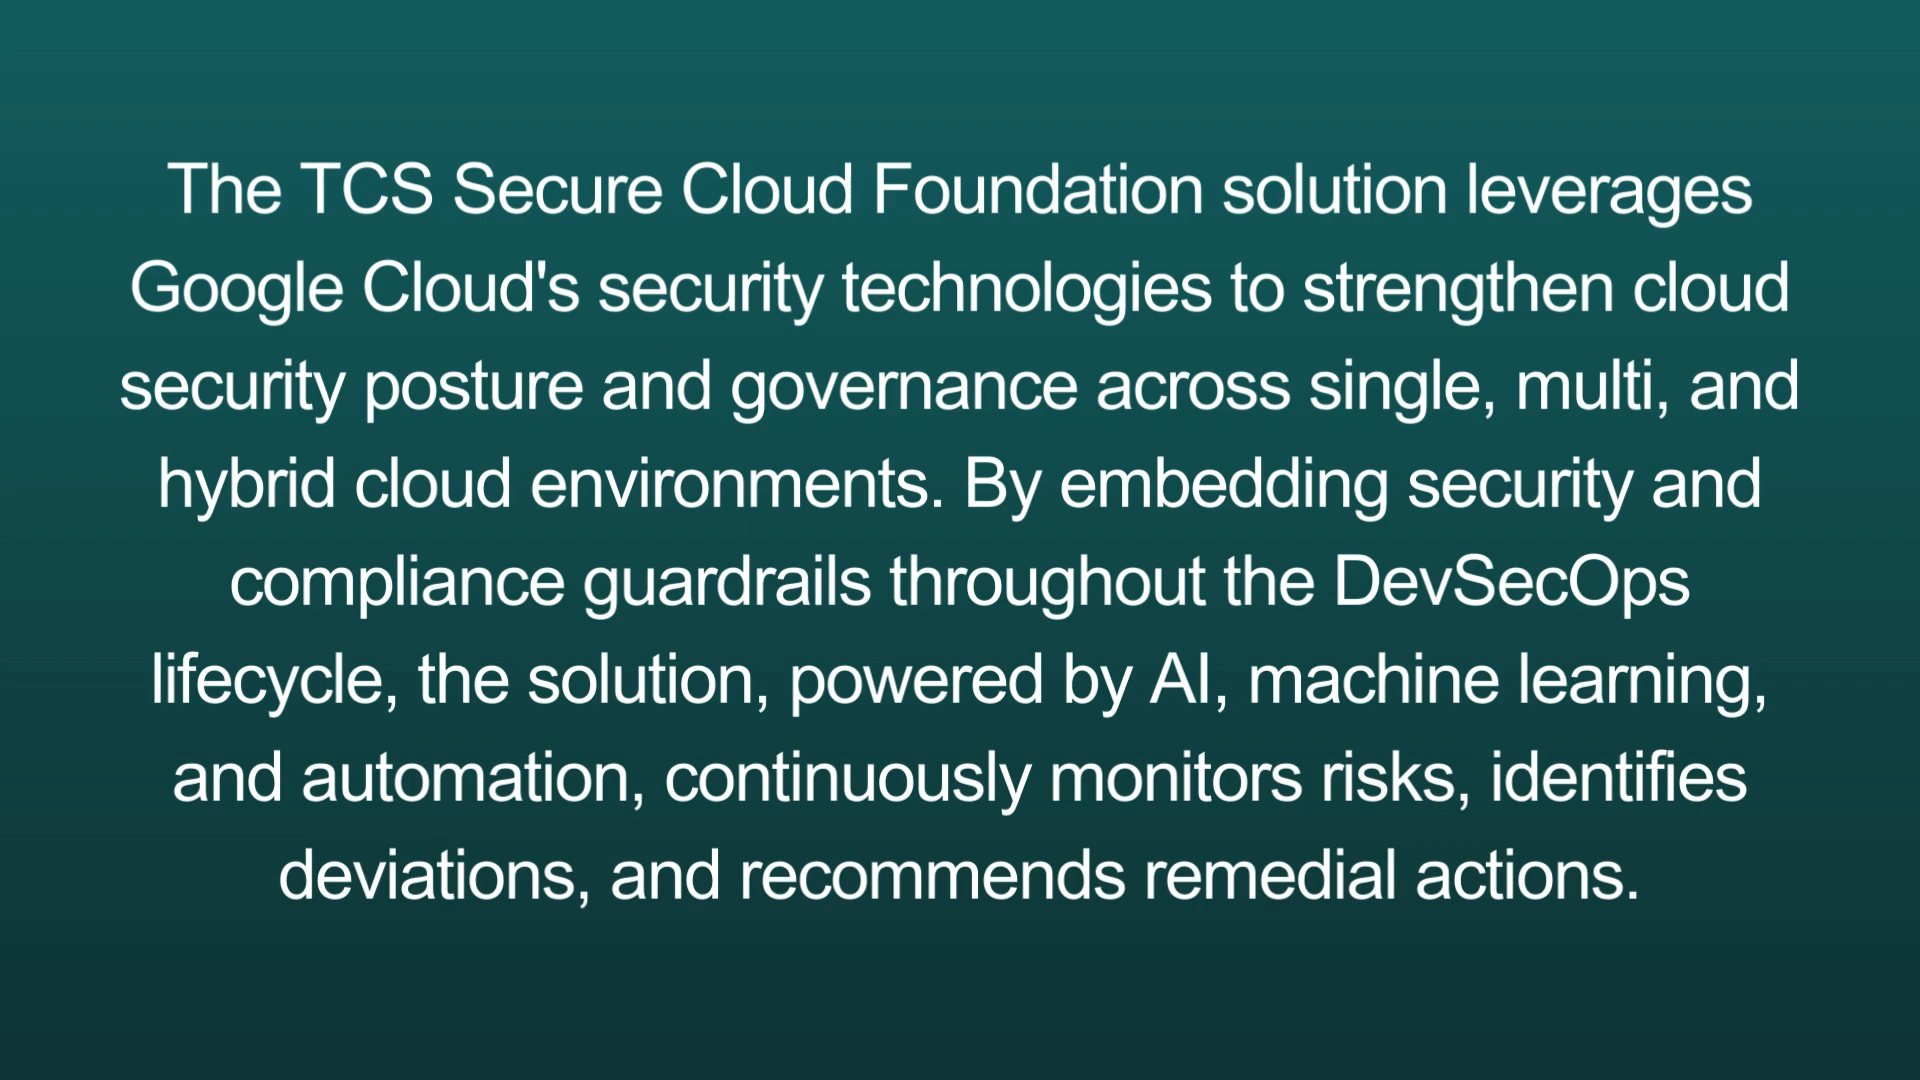 The TCS Secure Cloud Foundation solution leverages
Google Cloud's security technologies to strengthen cloud
security posture and governance across single, multi, and
hybrid cloud environments. By embedding security and
compliance guardrails throughout the DevSecOps
lifecycle, the solution, powered by AI, machine learning,
and automation, continuously monitors risks, identifies
deviations, and recommends remedial actions.